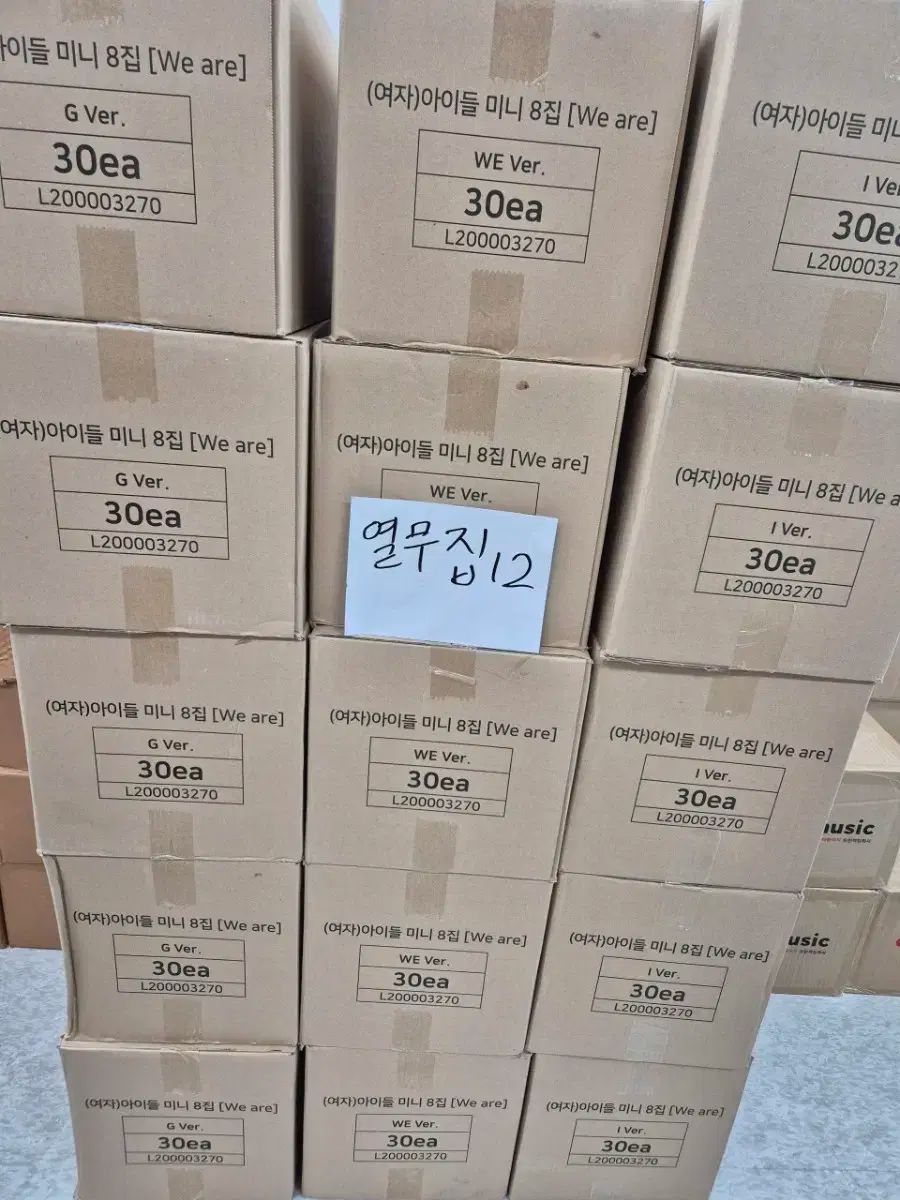 아이들 미니 8집 [We are]
G Ver.
30ea
L200003270
(여자)아이들 미니 8집 [We are]
WE Ver.
30ea
L200003270
(여자)아이들 미니
I Ver
30ea
L2000032
여자)아이들 미니 8집 [We are]
G Ver.
30ea
L200003270
(여자)아이들 미니 8집 [We are]
WE Ver.
열무집12
(여자)아이들 미니 8집 [We a
I Ver.
30ea
L200003270
(여자)아이들 미니 8집 [We are]
G Ver.
30ea
L200003270
(여자)아이들 미니 8집 [We are]
WE Ver.
30ea
L200003270
(여자)아이들 미니 8집 [We are]
I Ver.
30ea
L200003270
music
(여자)아이들 미니 8집 [We are]
G Ver.
30ea
L200003270
(여자)아이들 미니 8집 [We are]
WE Ver.
30ea
L200003270
(여자)아이들 미니 8집 [We are]
I Ver.
30ea
L200003270
usic
(여자)아이들 미니 8집 [We are]
G Ver.
30ea
L200003270
(여자)아이들 미니 8집 [We are]
WE Ver.
30ea
L200003270
(여자)아이들 미니 8집 [We are]
I Ver.
30ea
L200003270